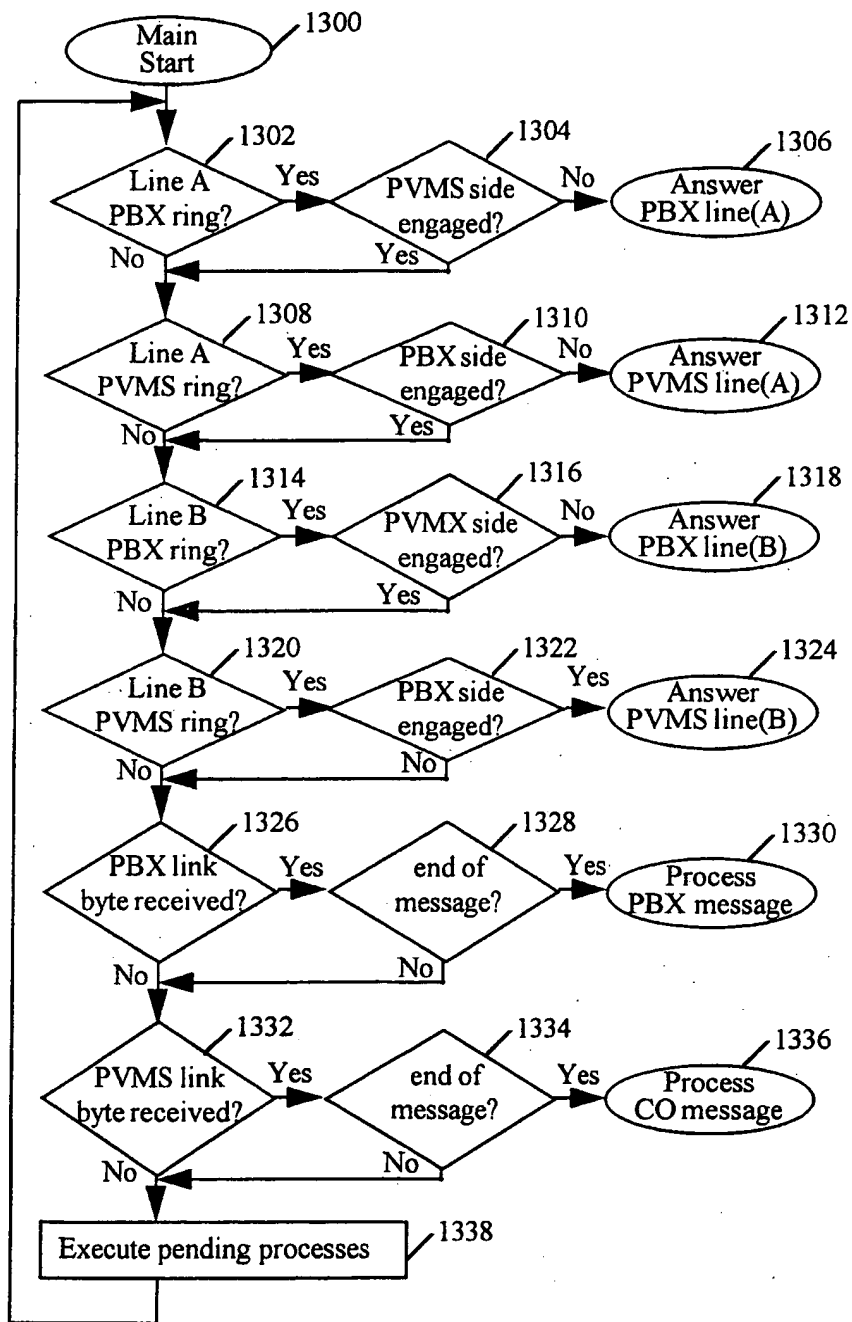 1300
Main
Start
1302
1304
1306
Line A
PBX ring?
Yes
PVMS side
engaged?
No
Answer
PBX line(A)
No
Yes
1308
1310
1312
Line A
PVMS ring?
Yes
PBX side
engaged?
No
Answer
PVMS line(A)
No
Yes
1314
1316
1318
Line B
PBX ring?
Yes
PVMX side
engaged?
No
Answer
PBX line(B)
No
Yes
1320
1322
1324
Line B
PVMS ring?
Yes
PBX side
engaged?
Yes
Answer
PVMS line(B)
No
No
1326
1328
1330
PBX link
byte received?
Yes
end of
message?
Yes
Process
PBX message
No
No
1332
1334
1336
PVMS link
byte received?
Yes
end of
message?
Yes
Process
CO message
No
No
Execute pending processes
1338